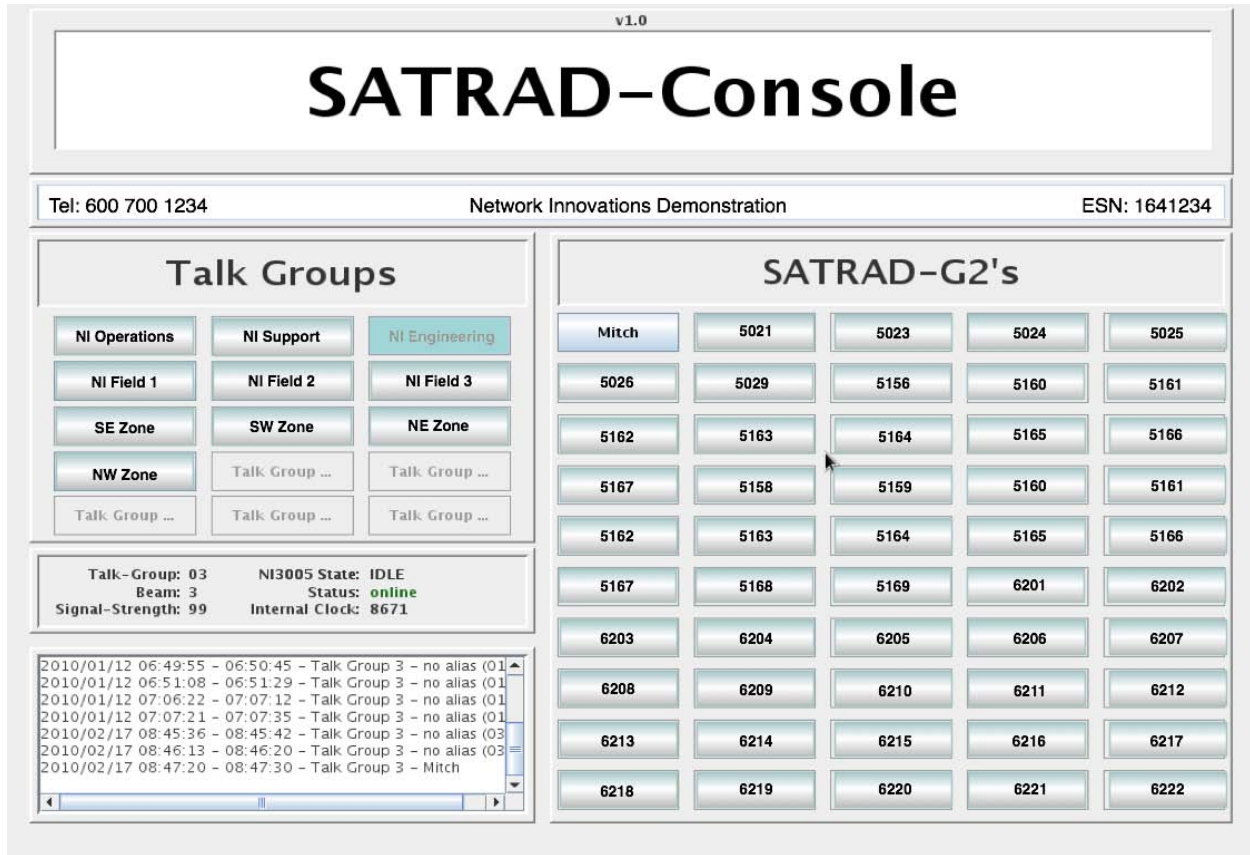 v1.0
SATRAD-Console
Tel: 600 700 1234 Network Innovations Demonstration ESN: 1641234
Talk Groups
NI Operations NI Support NI Engineering
NI Field 1 NI Field 2 NI Field 3
SE Zone SW Zone NE Zone
NW Zone Talk Group ... Talk Group ...
Talk Group ... Talk Group ... Talk Group ...
Talk-Group: 03 NI3005 State: IDLE
Beam: 3 Status: online
Signal-Strength: 99 Internal Clock: 8671
2010/01/12 06:49:55 - 06:50:45 - Talk Group 3 - no alias (01
2010/01/12 06:51:08 - 06:51:29 - Talk Group 3 - no alias (01
2010/01/12 07:06:22 - 07:07:12 - Talk Group 3 - no alias (01
2010/01/12 07:07:21 - 07:07:35 - Talk Group 3 - no alias (01
2010/02/17 08:45:36 - 08:45:42 - Talk Group 3 - no alias (03
2010/02/17 08:46:13 - 08:46:20 - Talk Group 3 - no alias (03
2010/02/17 08:47:20 - 08:47:30 - Talk Group 3 - Mitch
SATRAD-G2's
Mitch 5021 5023 5024 5025
5026 5029 5156 5160 5161
5162 5163 5164 5165 5166
5167 5158 5159 5160 5161
5162 5163 5164 5165 5166
5167 5168 5169 6201 6202
6203 6204 6205 6206 6207
6208 6209 6210 6211 6212
6213 6214 6215 6216 6217
6218 6219 6220 6221 6222